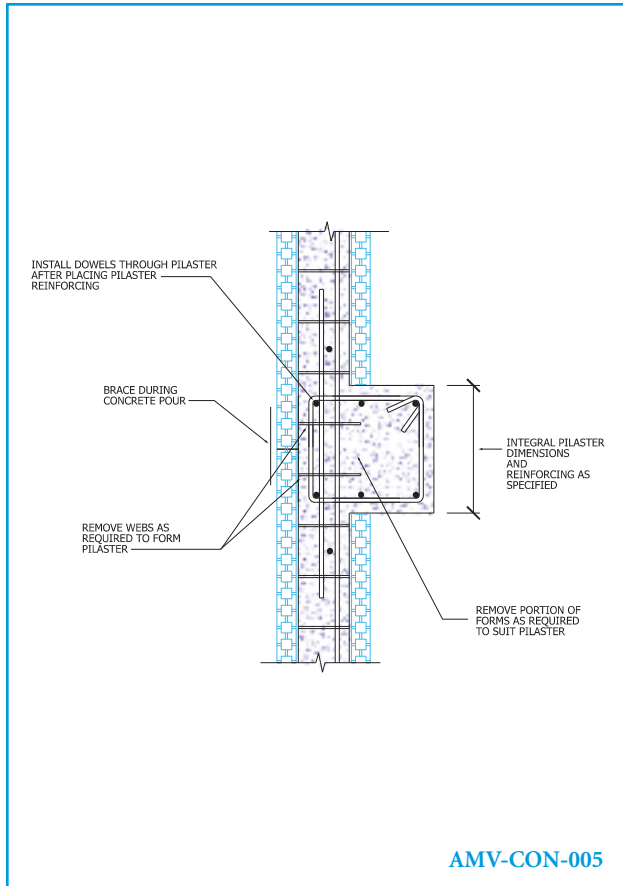 INSTALL DOWELS THROUGH PILASTER
AFTER PLACING PILASTER
REINFORCING
BRACE DURING
CONCRETE POUR
INTEGRAL PILASTER
DIMENSIONS
AND
REINFORCING AS
SPECIFIED
REMOVE WEBS AS
REQUIRED TO FORM
PILASTER
REMOVE PORTION OF
FORMS AS REQUIRED
TO SUIT PILASTER
AMV-CON-005